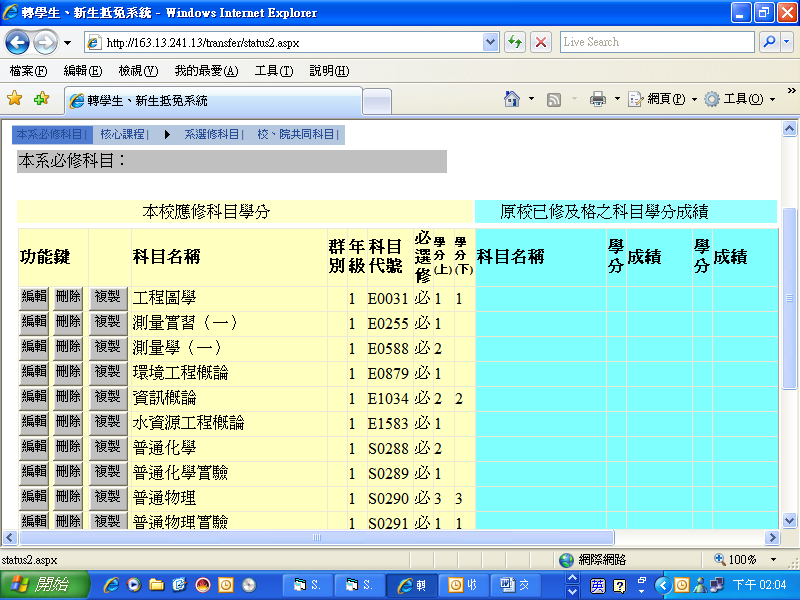 轉學生、新生抵免系統 - Windows Internet Explorer
http://163.13.241.13/transfer/status2.aspx
Live Search
檔案(F) 編輯(E) 檢視(V) 我的最愛(A) 工具(T) 說明(H)
轉學生、新生抵免系統
網頁(P) 工具(O) »
本系必修科目| 核心課程| 系選修科目| 校、院共同科目|
本系必修科目：
本校應修科目學分 原校已修及格之科目學分成績
功能鍵 科目名稱 群別 年級 科目代號 必選修 學分(上) 學分(下) 科目名稱 學分 成績 學分 成績
編輯 刪除 複製 工程圖學 1 E0031 必 1 1
編輯 刪除 複製 測量實習（一） 1 E0255 必 1
編輯 刪除 複製 測量學（一） 1 E0588 必 2
編輯 刪除 複製 環境工程概論 1 E0879 必 1
編輯 刪除 複製 資訊概論 1 E1034 必 2 2
編輯 刪除 複製 水資源工程概論 1 E1583 必 1
編輯 刪除 複製 普通化學 1 S0288 必 2
編輯 刪除 複製 普通化學實驗 1 S0289 必 1
編輯 刪除 複製 普通物理 1 S0290 必 3 3
編輯 刪除 複製 普通物理實驗 1 S0291 必 1 1
status2.aspx 網際網路 100%
開始 S. S. 轉 收 文 英 下午 02:04